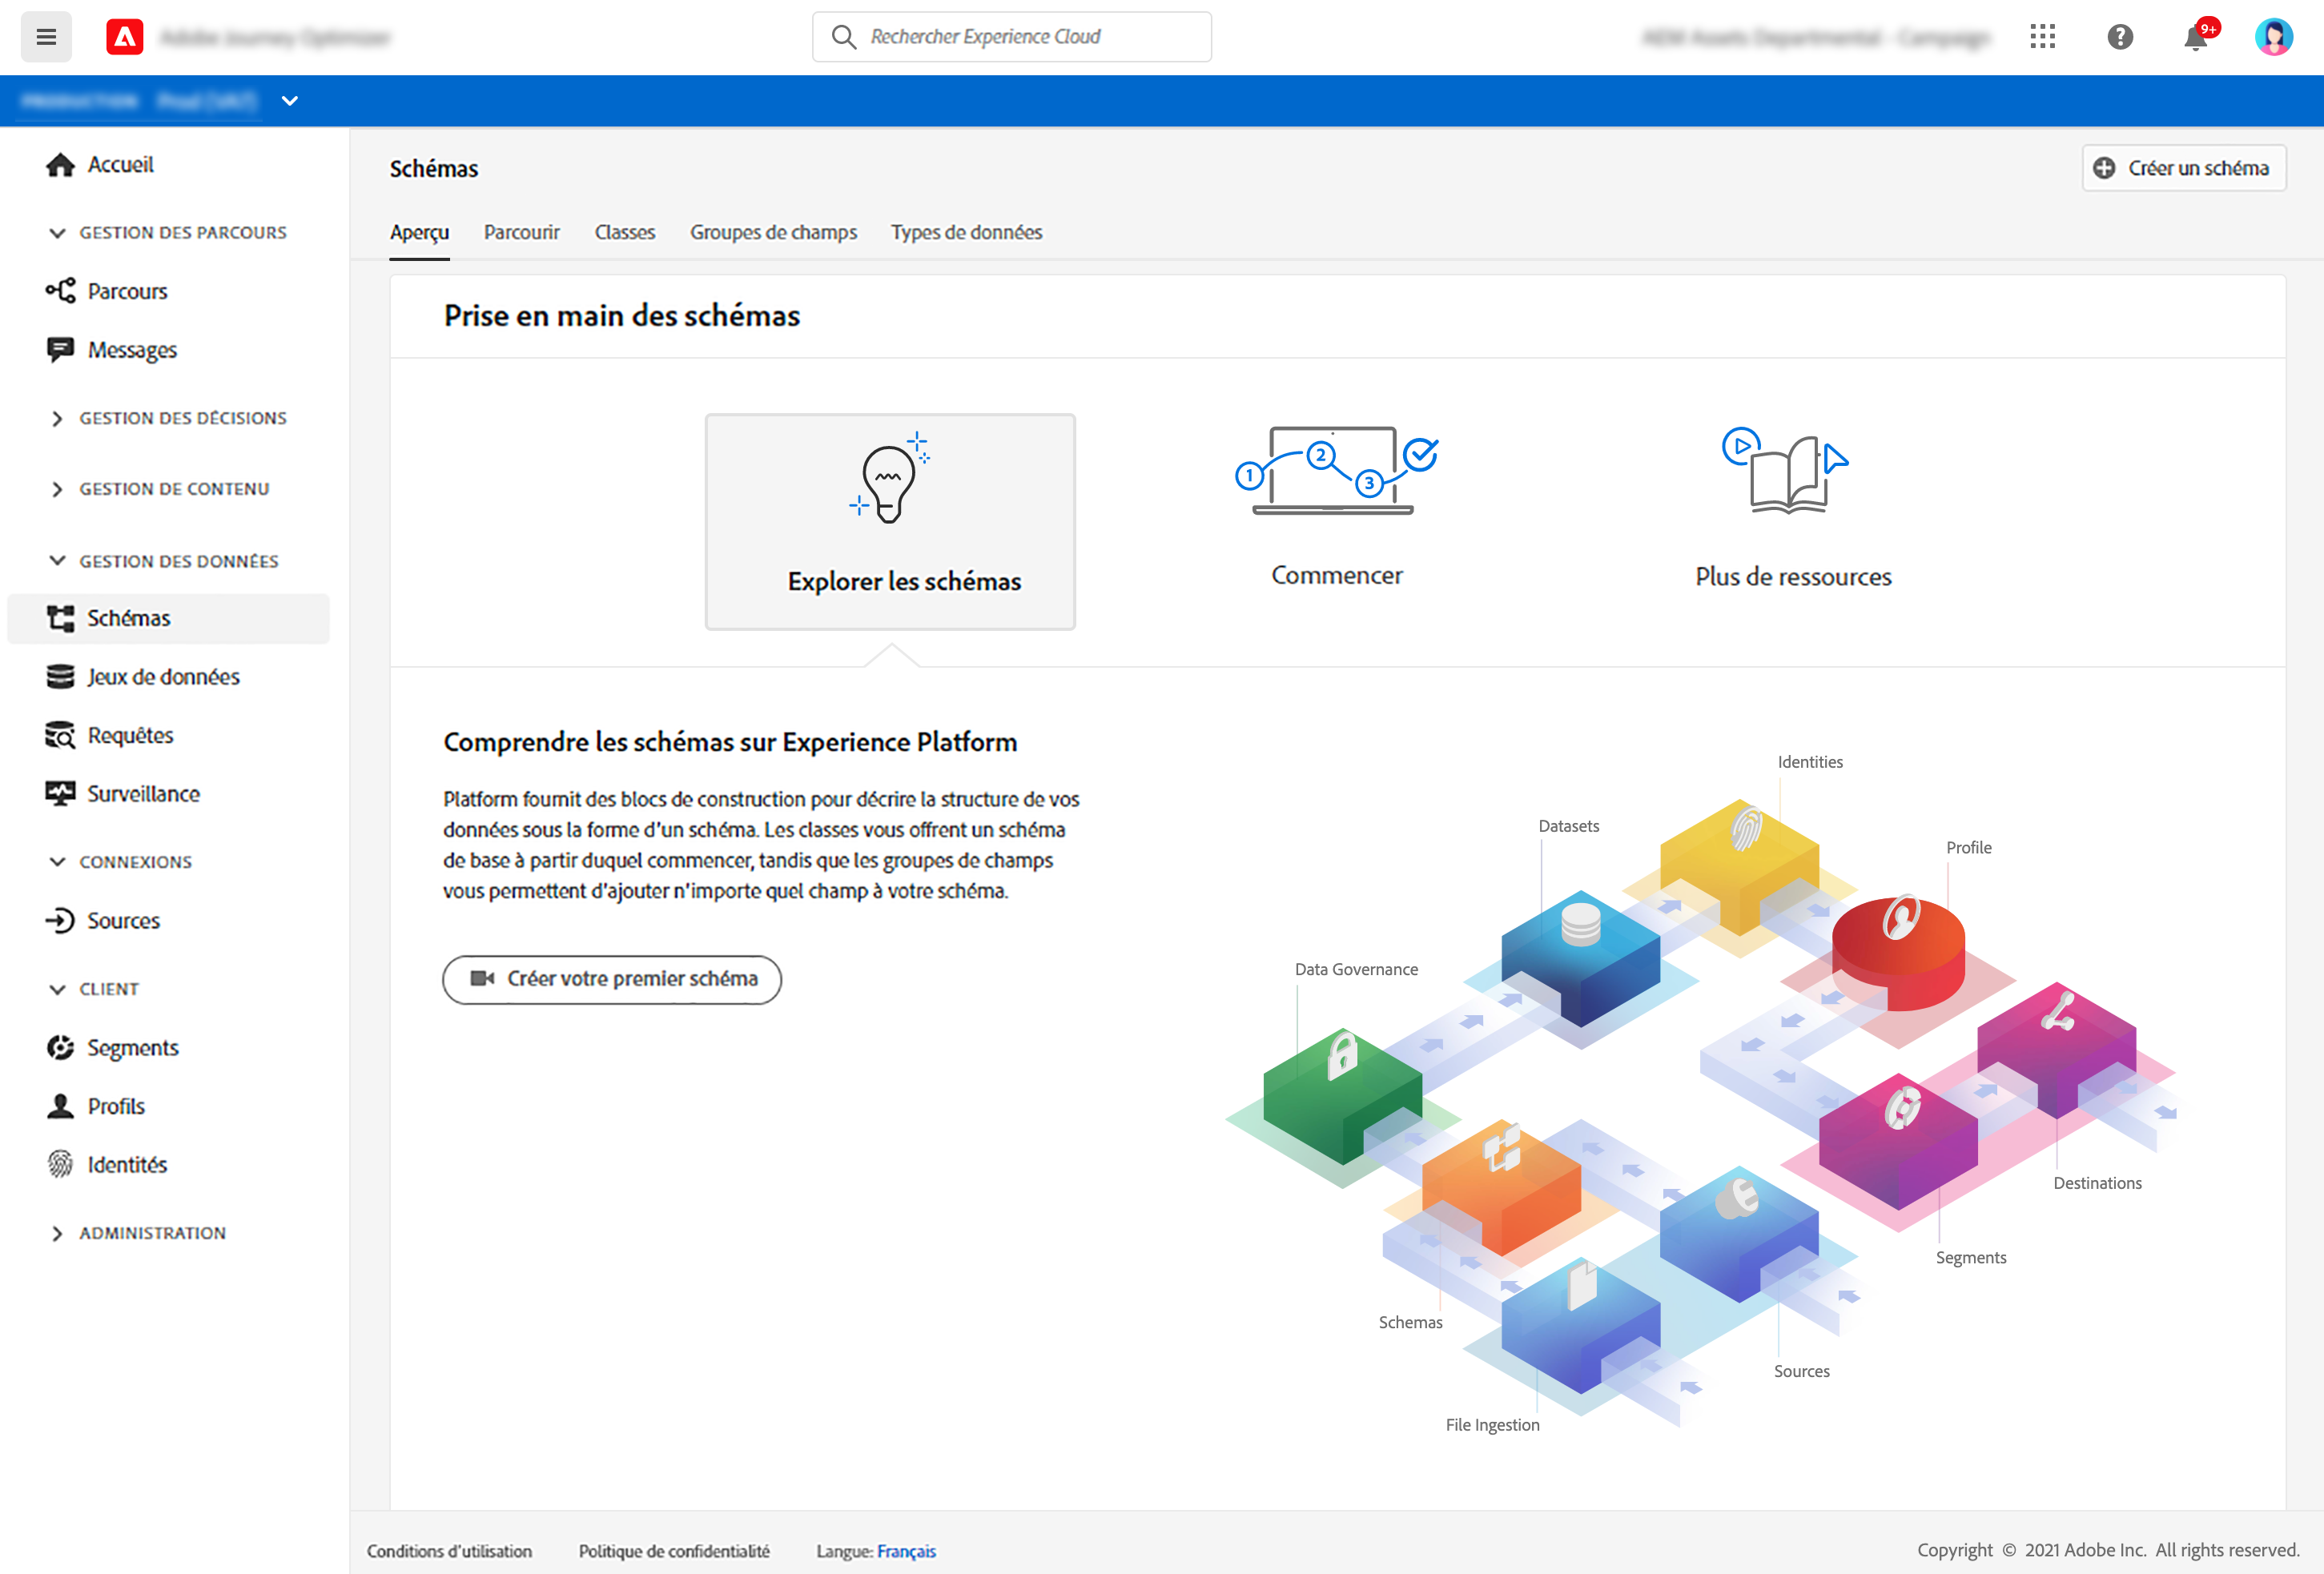 Rechercher Experience Cloud
9+
Accueil
GESTION DES PARCOURS
Parcours
Messages
GESTION DES DÉCISIONS
GESTION DE CONTENU
GESTION DES DONNÉES
Schémas
Jeux de données
Requêtes
Surveillance
CONNEXIONS
Sources
CLIENT
Segments
Profils
Identités
ADMINISTRATION
Schémas
Créer un schéma
Aperçu
Parcourir
Classes
Groupes de champs
Types de données
Prise en main des schémas
Explorer les schémas
1
2
3
Commencer
Plus de ressources
Comprendre les schémas sur Experience Platform
Platform fournit des blocs de construction pour décrire la structure de vos
données sous la forme d'un schéma. Les classes vous offrent un schéma
de base à partir duquel commencer, tandis que les groupes de champs
vous permettent d'ajouter n'importe quel champ à votre schéma.
Créer votre premier schéma
Identities
Datasets
Profile
Data Governance
Destinations
Segments
Schemas
Sources
File Ingestion
Conditions d'utilisation
Politique de confidentialité
Langue: Français
Copyright © 2021 Adobe Inc. All rights reserved.